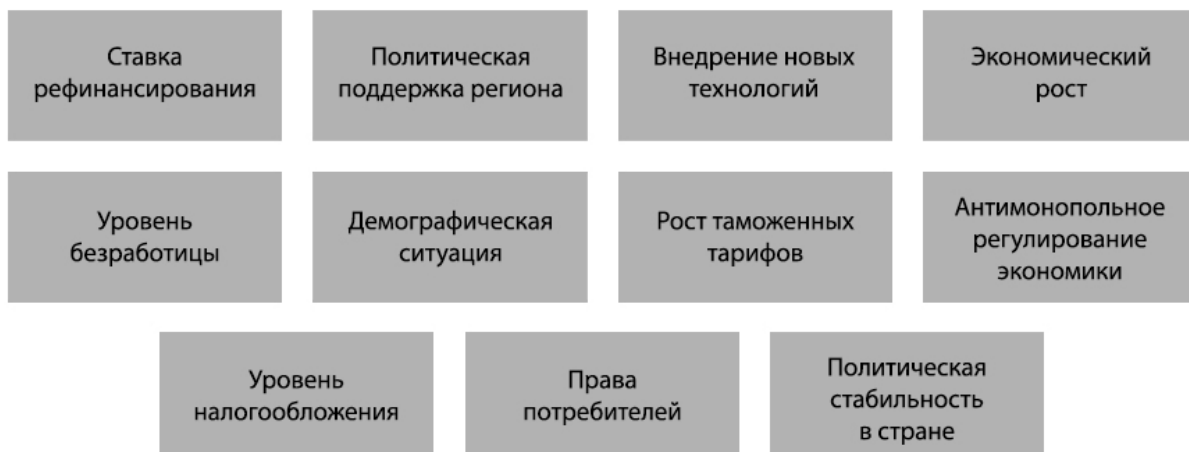 Ставка
рефинансирования
Политическая
поддержка региона
Внедрение новых
технологий
Экономический
рост
Уровень
безработицы
Демографическая
ситуация
Рост таможенных
тарифов
Антимонопольное
регулирование
экономики
Уровень
налогообложения
Права
потребителей
Политическая
стабильность
в стране